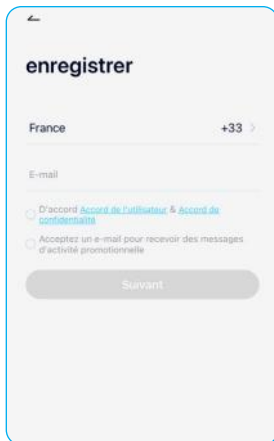 enregistrer
France +33
E-mail
D'accord Accord de l'utilisateur & Accord de
confidentialité
Acceptez un e-mail pour recevoir des messages
d'activité promotionnelle
Suivant